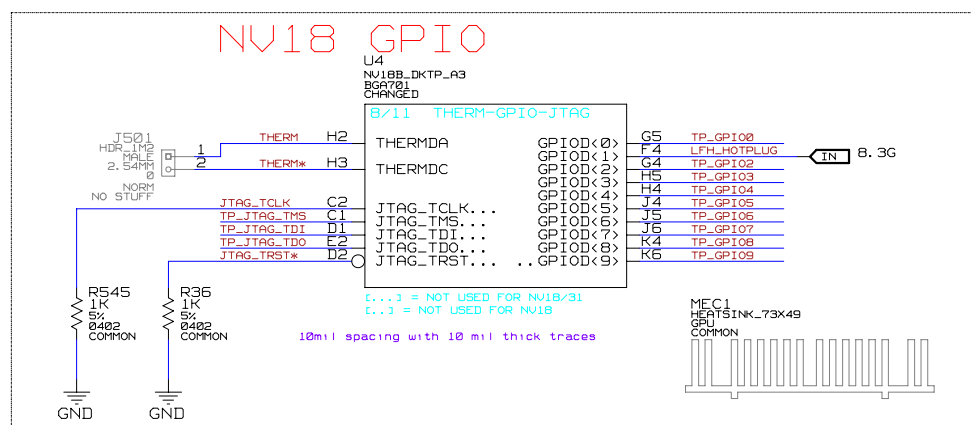 NV18 GPIO
U4
NV18B_DKTP_A3
BGA701
CHANGED
8/11 THERM-GPIO-JTAG
J501
HDR_1M2
MALE
2.54MM
0
NORM
NO STUFF
1 THERM H2 THERMDA
2 THERM* H3 THERMDC
JTAG_TCLK C2 JTAG_TCLK...
TP_JTAG_TMS C1 JTAG_TMS...
TP_JTAG_TDI D1 JTAG_TDI...
TP_JTAG_TDO E2 JTAG_TDO...
JTAG_TRST* D2 JTAG_TRST...
GPIOD<0> G5 TP_GPIO0
GPIOD<1> F4 LFH_HOTPLUG IN 8.3G
GPIOD<2> G4 TP_GPIO2
GPIOD<3> H5 TP_GPIO3
GPIOD<4> H4 TP_GPIO4
GPIOD<5> J4 TP_GPIO5
GPIOD<6> J5 TP_GPIO6
GPIOD<7> J6 TP_GPIO7
GPIOD<8> K4 TP_GPIO8
..GPIOD<9> K6 TP_GPIO9
[...] = NOT USED FOR NV18/31
[..] = NOT USED FOR NV18
10mil spacing with 10 mil thick traces
R545
1K
5%
0402
COMMON
GND
R36
1K
5%
0402
COMMON
GND
MEC1
HEATSINK_73X49
GPU
COMMON